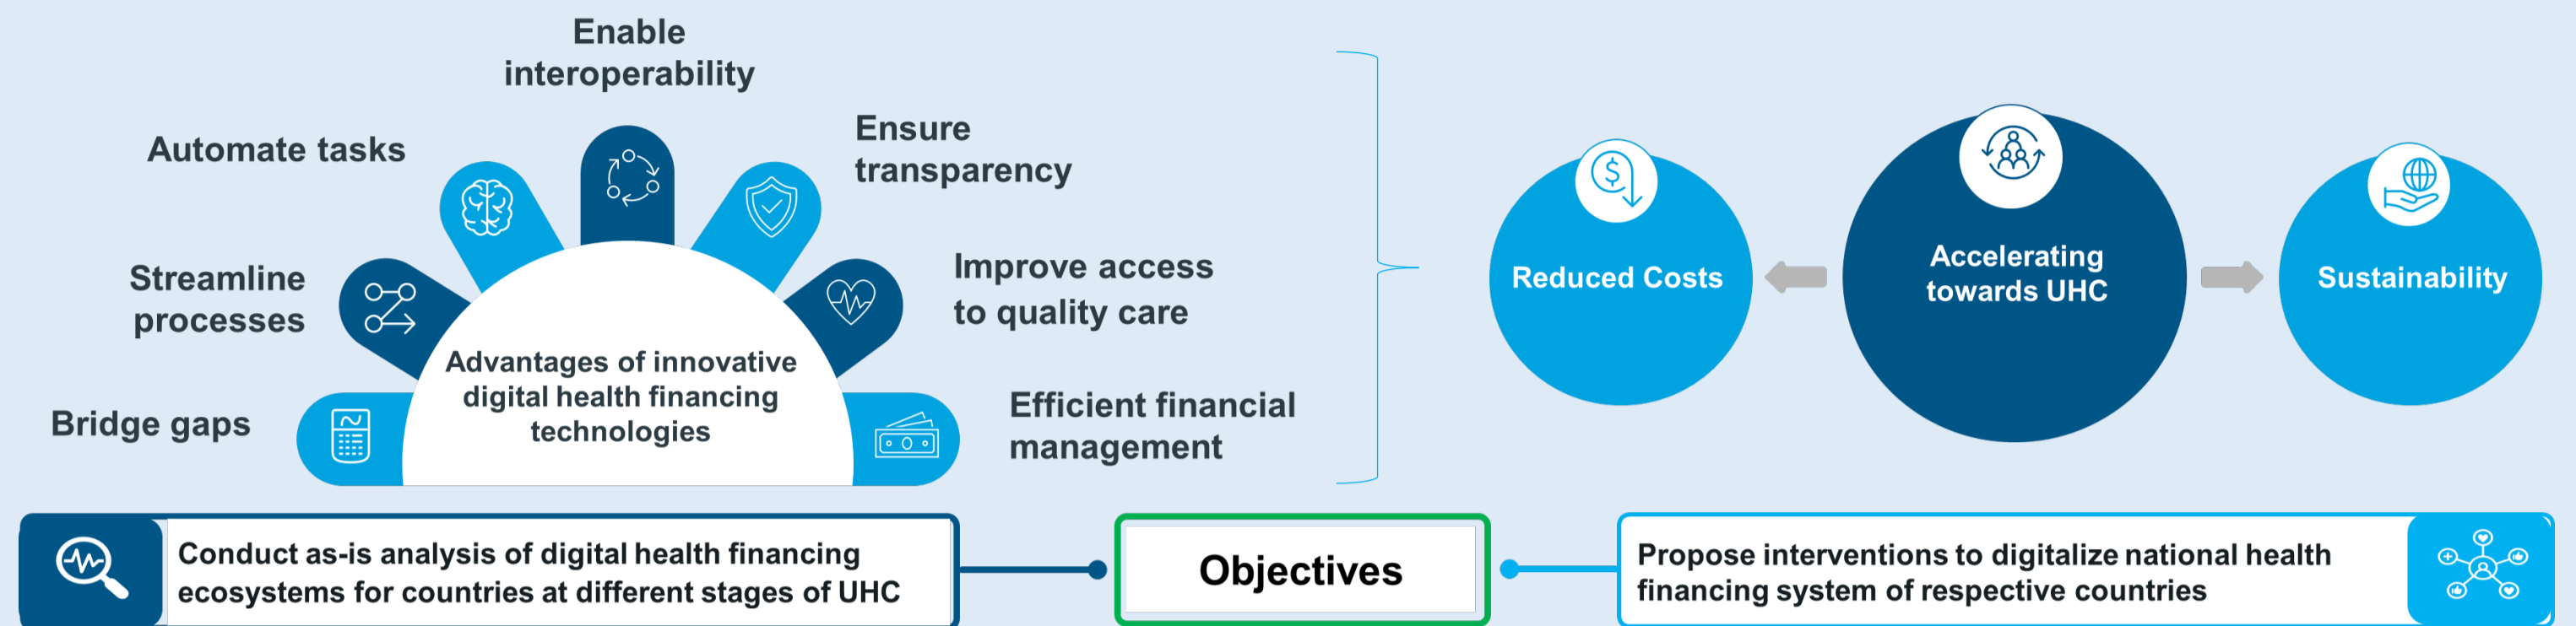 Enable
interoperability
Automate tasks
Ensure
transparency
Streamline
processes
Improve access
to quality care
Bridge gaps
Efficient financial
management
Advantages of innovative
digital health financing
technologies
Reduced Costs
Accelerating
towards UHC
Sustainability
Conduct as-is analysis of digital health financing
ecosystems for countries at different stages of UHC
Objectives
Propose interventions to digitalize national health
financing system of respective countries